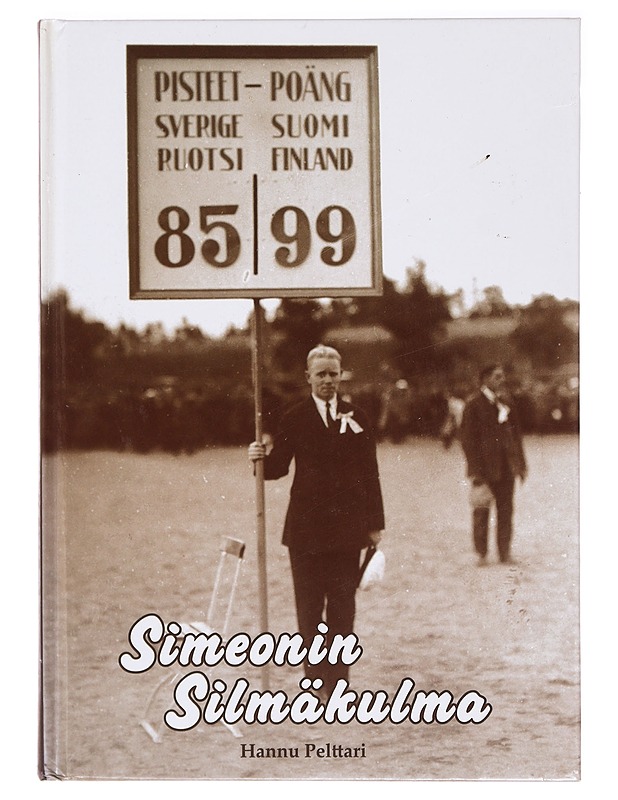 PISTEET – POÄNG
SVERIGE SUOMI
RUOTSI FINLAND
85 99
Simeonin
Silmäkulma
Hannu Pelttari